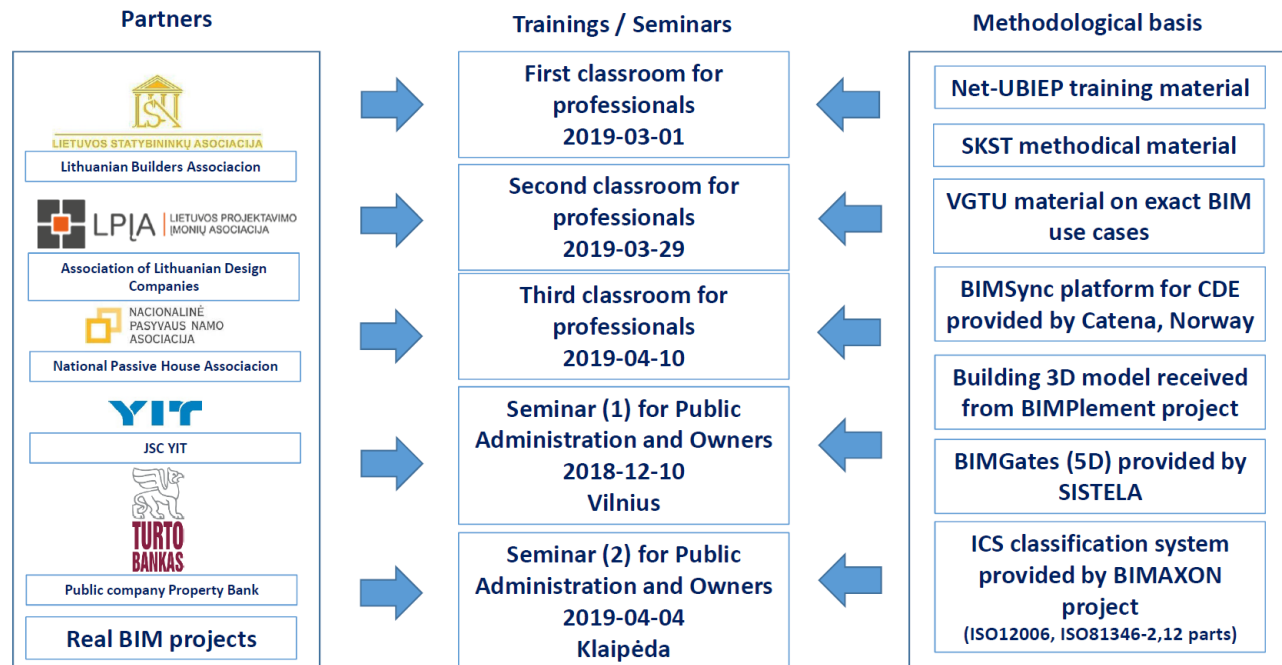 Partners
Trainings / Seminars
Methodological basis
LSA
LIETUVOS STATYBININKŲ ASOCIACIJA
Lithuanian Builders Associacion
LPĮA
LIETUVOS PROJEKTAVIMO
ĮMONIŲ ASOCIACIJA
Association of Lithuanian Design
Companies
NACIONALINĖ
PASYVAUS NAMO
ASOCIACIJA
National Passive House Associacion
YIT
JSC YIT
TURTO
BANKAS
Public company Property Bank
Real BIM projects
First classroom for
professionals
2019-03-01
Second classroom for
professionals
2019-03-29
Third classroom for
professionals
2019-04-10
Seminar (1) for Public
Administration and Owners
2018-12-10
Vilnius
Seminar (2) for Public
Administration and Owners
2019-04-04
Klaipėda
Net-UBIEP training material
SKST methodical material
VGTU material on exact BIM
use cases
BIMSync platform for CDE
provided by Catena, Norway
Building 3D model received
from BIMPlement project
BIMGates (5D) provided by
SISTELA
ICS classification system
provided by BIMAXON
project
(ISO12006, ISO81346-2,12 parts)